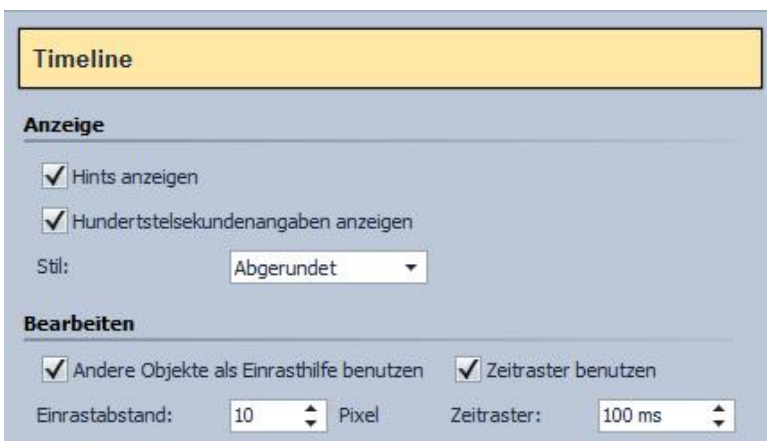 Timeline
Anzeige
Hints anzeigen
Hundertstelsekundenangaben anzeigen
Stil: Abgerundet
Bearbeiten
Andere Objekte als Einrasthilfe benutzen Zeitraster benutzen
Einrastabstand: 10 Pixel Zeitraster: 100 ms